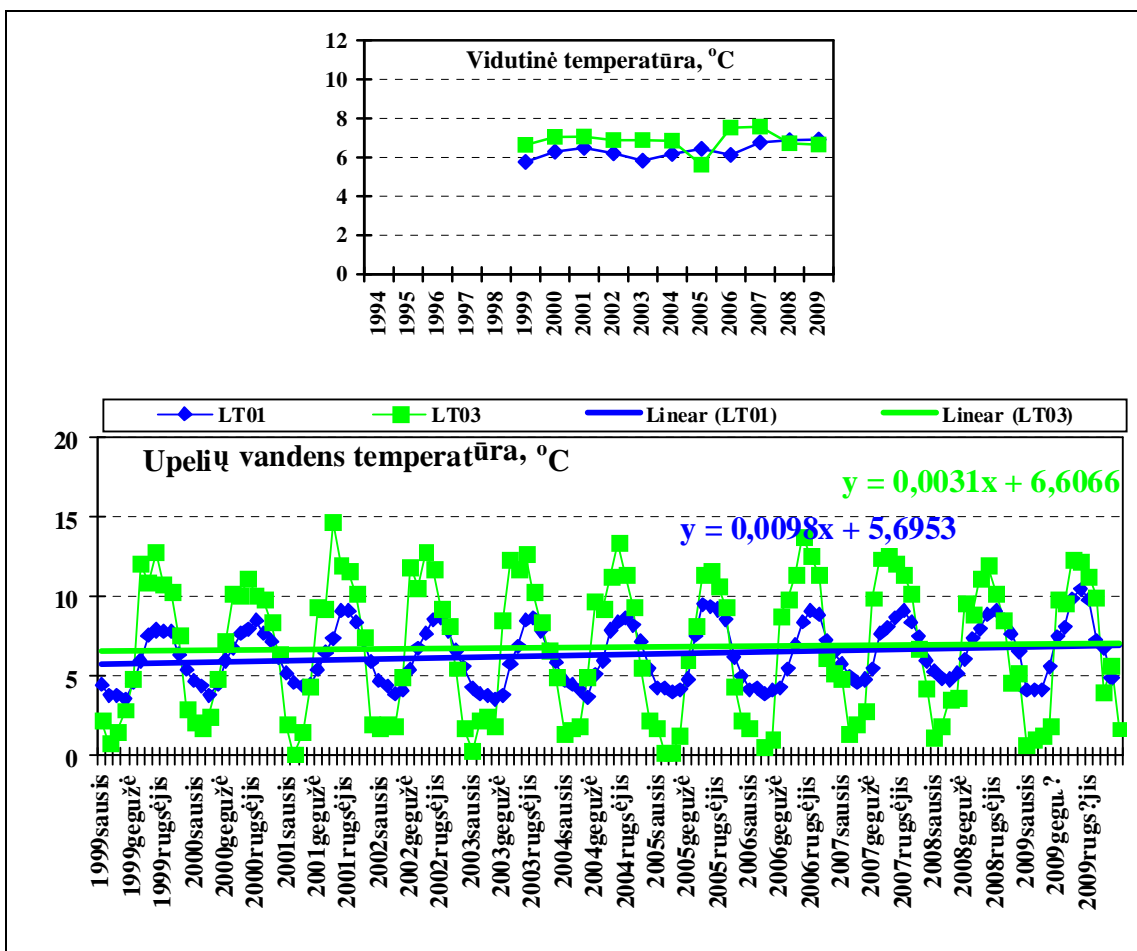 Vidutinė temperatūra, °C
12
10
8
6
4
2
0
1994
1995
1996
1997
1998
1999
2000
2001
2002
2003
2004
2005
2006
2007
2008
2009
LT01 LT03 Linear (LT01) Linear (LT03)
Upelių vandens temperatūra, °C
y = 0,0031x + 6,6066
y = 0,0098x + 5,6953
20
15
10
5
0
1999sausis
1999gegužė
1999rugsėjis
2000sausis
2000gegužė
2000rugsėjis
2001sausis
2001gegužė
2001rugsėjis
2002sausis
2002gegužė
2002rugsėjis
2003sausis
2003gegužė
2003rugsėjis
2004sausis
2004gegužė
2004rugsėjis
2005sausis
2005gegužė
2005rugsėjis
2006sausis
2006gegužė
2006rugsėjis
2007sausis
2007gegužė
2007rugsėjis
2008sausis
2008gegužė
2008rugsėjis
2009sausis
2009gegu.?
2009rugs?jis